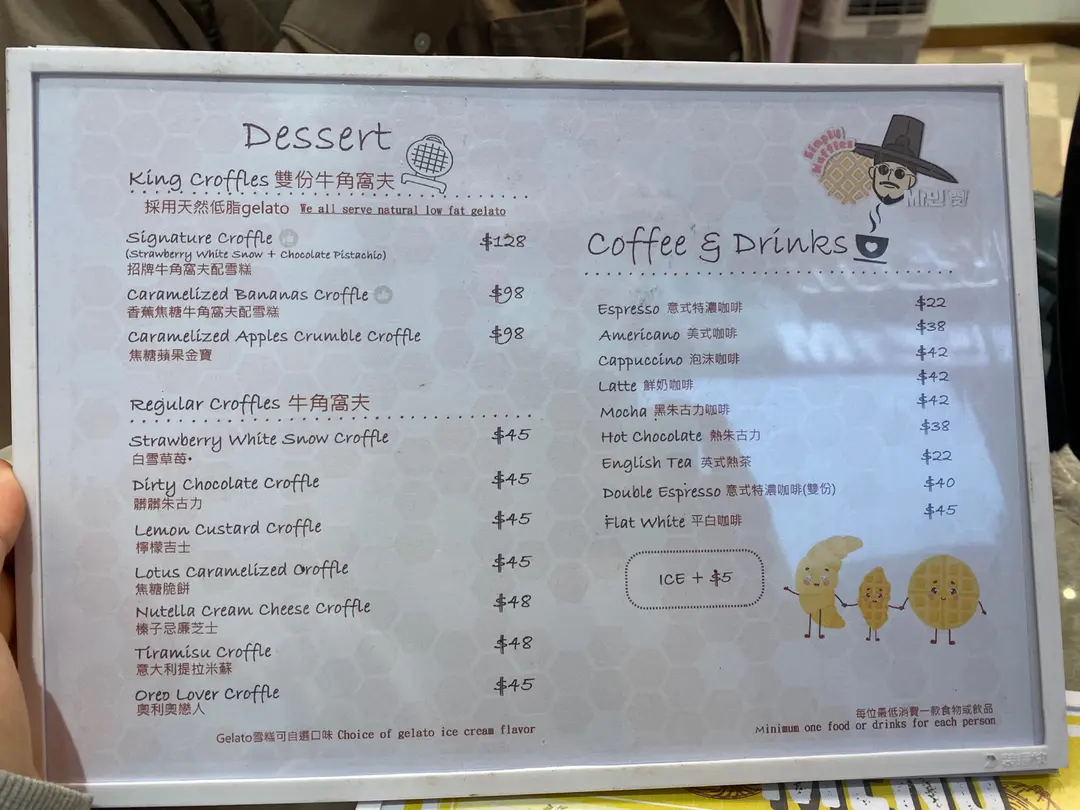 Dessert
King Croffles 雙份牛角窩夫
採用天然低脂gelato We all serve natural low fat gelato
Signature Croffle $128
(Strawberry White Snow + Chocolate Pistachio)
招牌牛角窩夫配雪糕
Caramelized Bananas Croffle $98
香蕉焦糖牛角窩夫配雪糕
Caramelized Apples Crumble Croffle $98
焦糖蘋果金寶
Regular Croffles 牛角窩夫
Strawberry White Snow Croffle $45
白雪草莓
Dirty Chocolate Croffle $45
髒髒朱古力
Lemon Custard Croffle $45
檸檬吉士
Lotus Caramelized Croffle $45
焦糖脆餅
Nutella Cream Cheese Croffle $48
榛子忌廉芝士
Tiramisu Croffle $48
意大利提拉米蘇
Oreo Lover Croffle $45
奧利奧戀人
Gelato雪糕可自選口味 Choice of gelato ice cream flavor
Simply Waffles
Mr.민
Coffee & Drinks
Espresso 意式特濃咖啡 $22
Americano 美式咖啡 $38
Cappuccino 泡沫咖啡 $42
Latte 鮮奶咖啡 $42
Mocha 黑朱古力咖啡 $42
Hot Chocolate 熱朱古力 $38
English Tea 英式熱茶 $22
Double Espresso 意式特濃咖啡(雙份) $40
Flat White 平白咖啡 $45
ICE + $5
每位最低消費一款食物或飲品
Minimum one food or drinks for each person
MENU